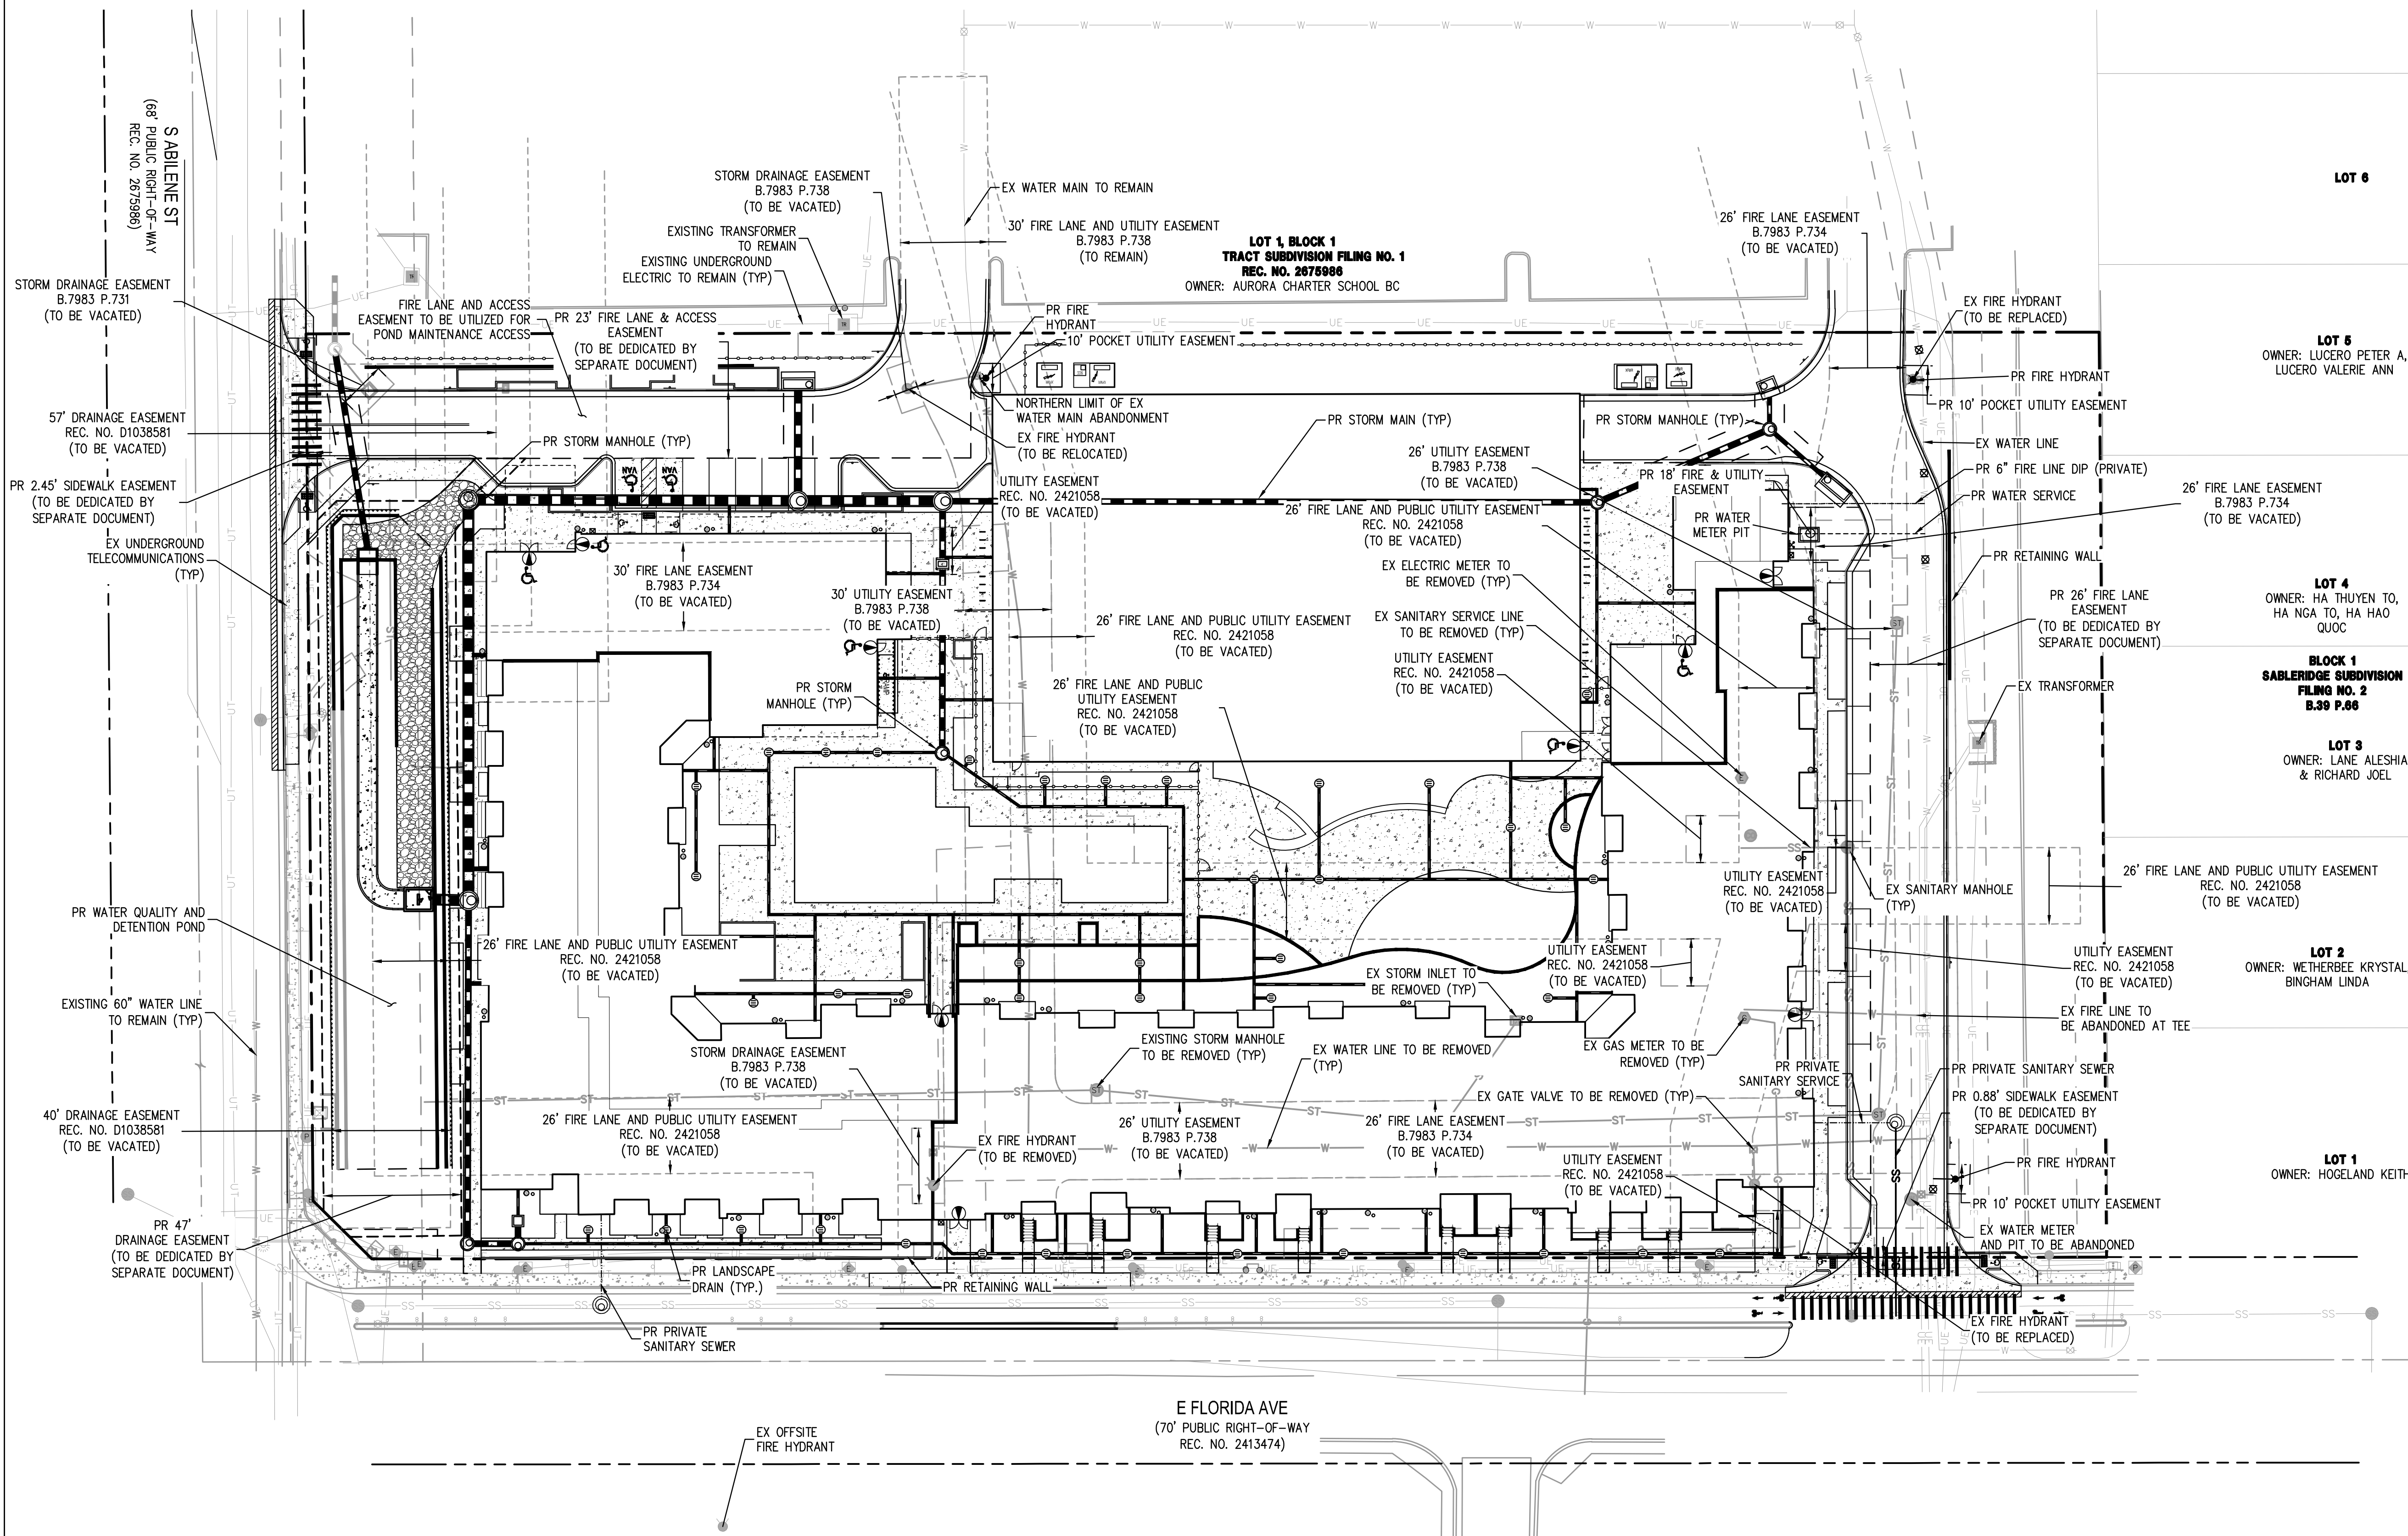 S ABILENE ST
(68' PUBLIC RIGHT-OF-WAY
REC. NO. 2675986)
STORM DRAINAGE EASEMENT
B.7983 P.731
(TO BE VACATED)
57' DRAINAGE EASEMENT
REC. NO. D1038581
(TO BE VACATED)
PR 2.45' SIDEWALK EASEMENT
(TO BE DEDICATED BY
SEPARATE DOCUMENT)
EX UNDERGROUND
TELECOMMUNICATIONS
(TYP)
PR WATER QUALITY AND
DETENTION POND
EXISTING 60" WATER LINE
TO REMAIN (TYP)
40' DRAINAGE EASEMENT
REC. NO. D1038581
(TO BE VACATED)
PR 47'
DRAINAGE EASEMENT
(TO BE DEDICATED BY
SEPARATE DOCUMENT)
STORM DRAINAGE EASEMENT
B.7983 P.738
(TO BE VACATED)
EXISTING TRANSFORMER
TO REMAIN
EXISTING UNDERGROUND
ELECTRIC TO REMAIN (TYP)
FIRE LANE AND ACCESS
EASEMENT TO BE UTILIZED FOR
POND MAINTENANCE ACCESS
PR 23' FIRE LANE & ACCESS
EASEMENT
(TO BE DEDICATED BY
SEPARATE DOCUMENT)
PR STORM MANHOLE (TYP)
VAN
VAN
EX WATER MAIN TO REMAIN
30' FIRE LANE AND UTILITY EASEMENT
B.7983 P.738
(TO REMAIN)
LOT 1, BLOCK 1
TRACT SUBDIVISION FILING NO. 1
REC. NO. 2675986
OWNER: AURORA CHARTER SCHOOL BC
PR FIRE
HYDRANT
10' POCKET UTILITY EASEMENT
NORTHERN LIMIT OF EX
WATER MAIN ABANDONMENT
EX FIRE HYDRANT
(TO BE RELOCATED)
UTILITY EASEMENT
REC. NO. 2421058
(TO BE VACATED)
PR STORM MAIN (TYP)
26' UTILITY EASEMENT
B.7983 P.738
(TO BE VACATED)
26' FIRE LANE AND PUBLIC UTILITY EASEMENT
REC. NO. 2421058
(TO BE VACATED)
PR STORM MANHOLE (TYP)
PR 18' FIRE & UTILITY
EASEMENT
PR WATER
METER PIT
26' FIRE LANE EASEMENT
B.7983 P.734
(TO BE VACATED)
EX FIRE HYDRANT
(TO BE REPLACED)
PR FIRE HYDRANT
PR 10' POCKET UTILITY EASEMENT
EX WATER LINE
PR 6" FIRE LINE DIP (PRIVATE)
PR WATER SERVICE
26' FIRE LANE EASEMENT
B.7983 P.734
(TO BE VACATED)
PR RETAINING WALL
PR 26' FIRE LANE
EASEMENT
(TO BE DEDICATED BY
SEPARATE DOCUMENT)
EX TRANSFORMER
30' FIRE LANE EASEMENT
B.7983 P.734
(TO BE VACATED)
30' UTILITY EASEMENT
B.7983 P.738
(TO BE VACATED)
26' FIRE LANE AND PUBLIC UTILITY EASEMENT
REC. NO. 2421058
(TO BE VACATED)
26' FIRE LANE AND PUBLIC
UTILITY EASEMENT
REC. NO. 2421058
(TO BE VACATED)
PR STORM
MANHOLE (TYP)
EX ELECTRIC METER TO
BE REMOVED (TYP)
EX SANITARY SERVICE LINE
TO BE REMOVED (TYP)
UTILITY EASEMENT
REC. NO. 2421058
(TO BE VACATED)
UTILITY EASEMENT
REC. NO. 2421058
(TO BE VACATED)
EX SANITARY MANHOLE
(TYP)
26' FIRE LANE AND PUBLIC UTILITY EASEMENT
REC. NO. 2421058
(TO BE VACATED)
26' FIRE LANE AND PUBLIC UTILITY EASEMENT
REC. NO. 2421058
(TO BE VACATED)
UTILITY EASEMENT
REC. NO. 2421058
(TO BE VACATED)
EX STORM INLET TO
BE REMOVED (TYP)
UTILITY EASEMENT
REC. NO. 2421058
(TO BE VACATED)
EX FIRE LINE TO
BE ABANDONED AT TEE
STORM DRAINAGE EASEMENT
B.7983 P.738
(TO BE VACATED)
EXISTING STORM MANHOLE
TO BE REMOVED (TYP)
EX WATER LINE TO BE REMOVED
(TYP)
EX GAS METER TO BE
REMOVED (TYP)
PR PRIVATE
SANITARY SERVICE
PR PRIVATE SANITARY SEWER
EX GATE VALVE TO BE REMOVED (TYP)
PR 0.88' SIDEWALK EASEMENT
(TO BE DEDICATED BY
SEPARATE DOCUMENT)
26' FIRE LANE AND PUBLIC UTILITY EASEMENT
REC. NO. 2421058
(TO BE VACATED)
EX FIRE HYDRANT
(TO BE REMOVED)
26' UTILITY EASEMENT
B.7983 P.738
(TO BE VACATED)
26' FIRE LANE EASEMENT
B.7983 P.734
(TO BE VACATED)
UTILITY EASEMENT
REC. NO. 2421058
(TO BE VACATED)
PR FIRE HYDRANT
PR 10' POCKET UTILITY EASEMENT
EX WATER METER
AND PIT TO BE ABANDONED
PR LANDSCAPE
DRAIN (TYP.)
PR RETAINING WALL
PR PRIVATE
SANITARY SEWER
EX FIRE HYDRANT
(TO BE REPLACED)
E FLORIDA AVE
(70' PUBLIC RIGHT-OF-WAY
REC. NO. 2413474)
EX OFFSITE
FIRE HYDRANT
LOT 6
LOT 5
OWNER: LUCERO PETER A,
LUCERO VALERIE ANN
LOT 4
OWNER: HA THUYEN TO,
HA NGA TO, HA HAO
QUOC
BLOCK 1
SABLERIDGE SUBDIVISION
FILING NO. 2
B.39 P.66
LOT 3
OWNER: LANE ALESHIA
& RICHARD JOEL
LOT 2
OWNER: WETHERBEE KRYSTAL,
BINGHAM LINDA
LOT 1
OWNER: HOGELAND KEITH